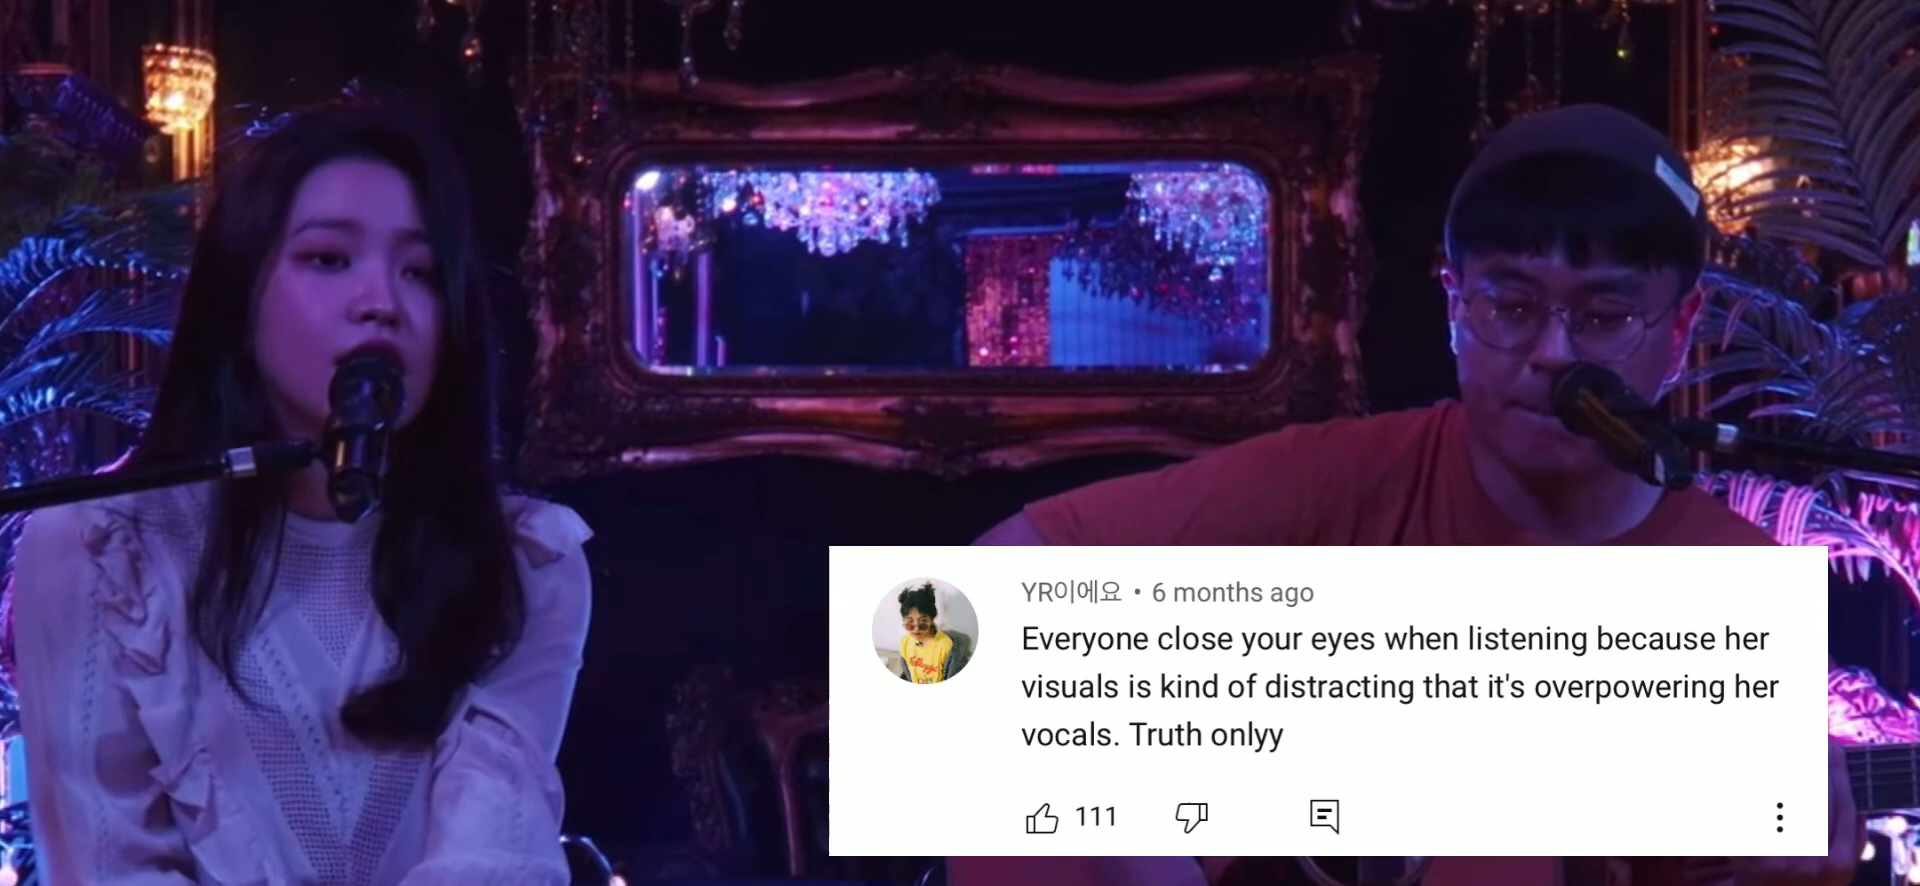 YR이에요 • 6 months ago
Everyone close your eyes when listening because her
visuals is kind of distracting that it's overpowering her
vocals. Truth onlyy
111